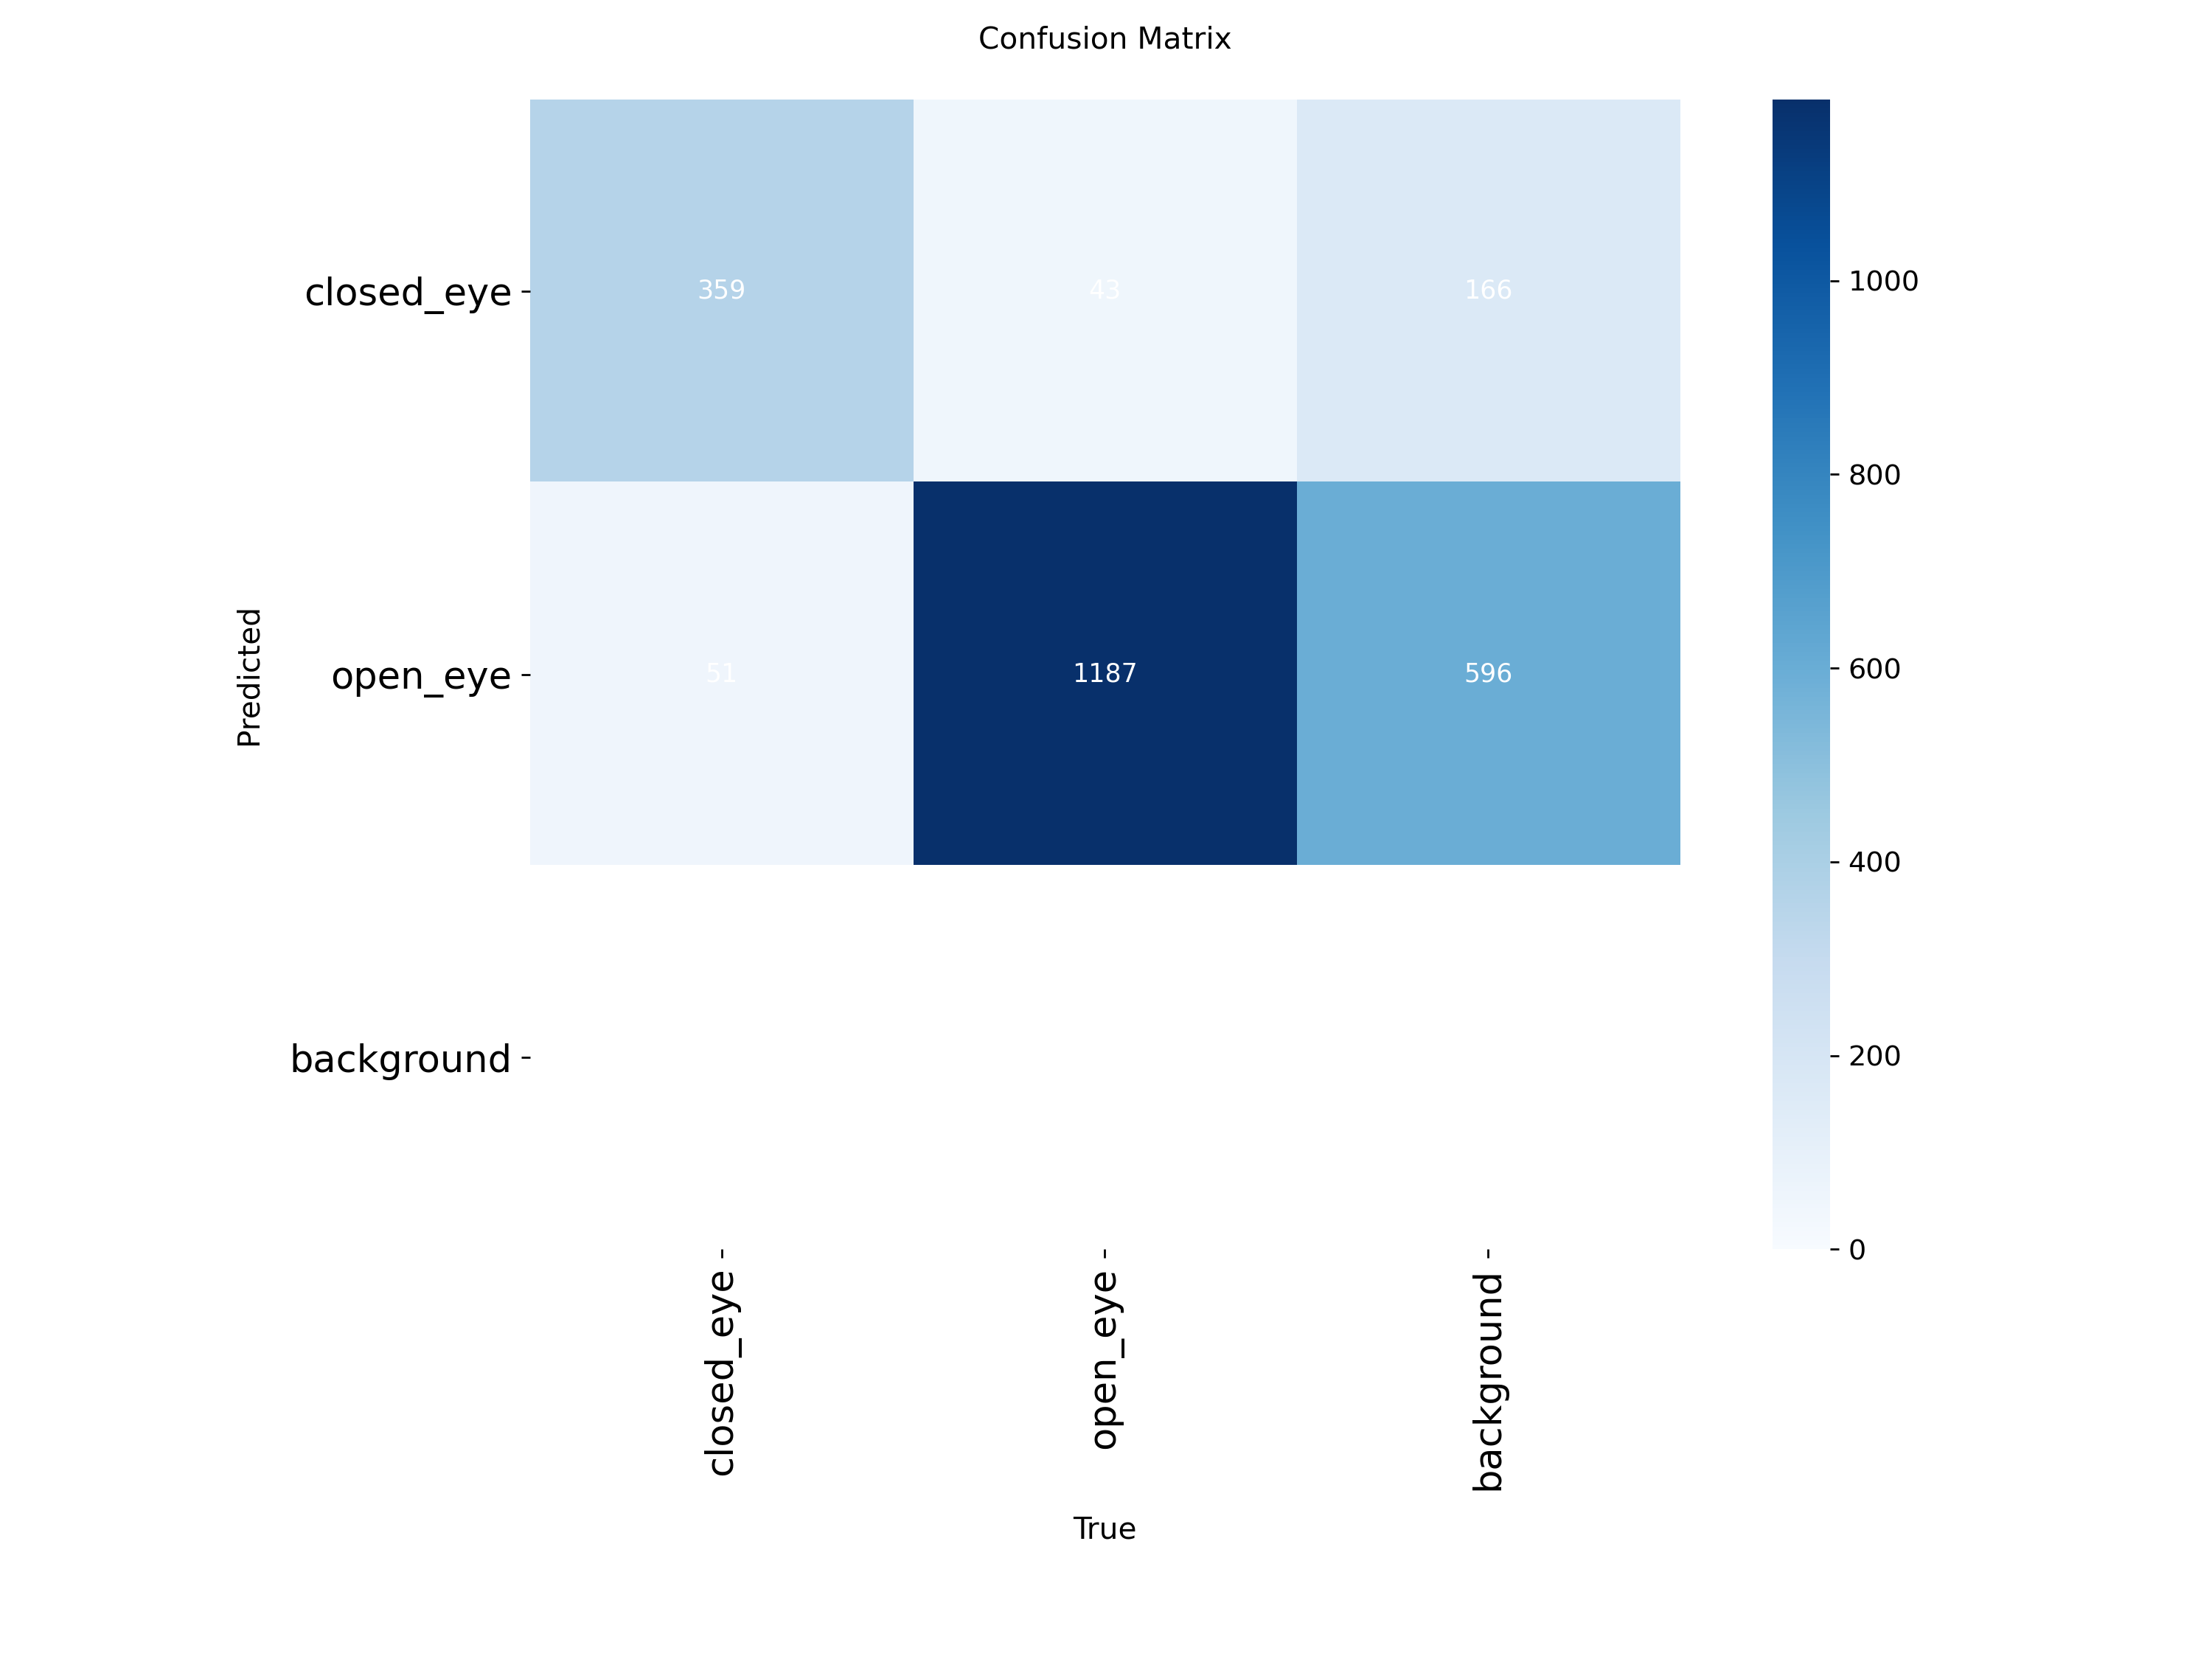 Confusion Matrix
closed_eye
359
43
166
open_eye
51
1187
596
background
Predicted
closed_eye
open_eye
background
True
1000
800
600
400
200
0